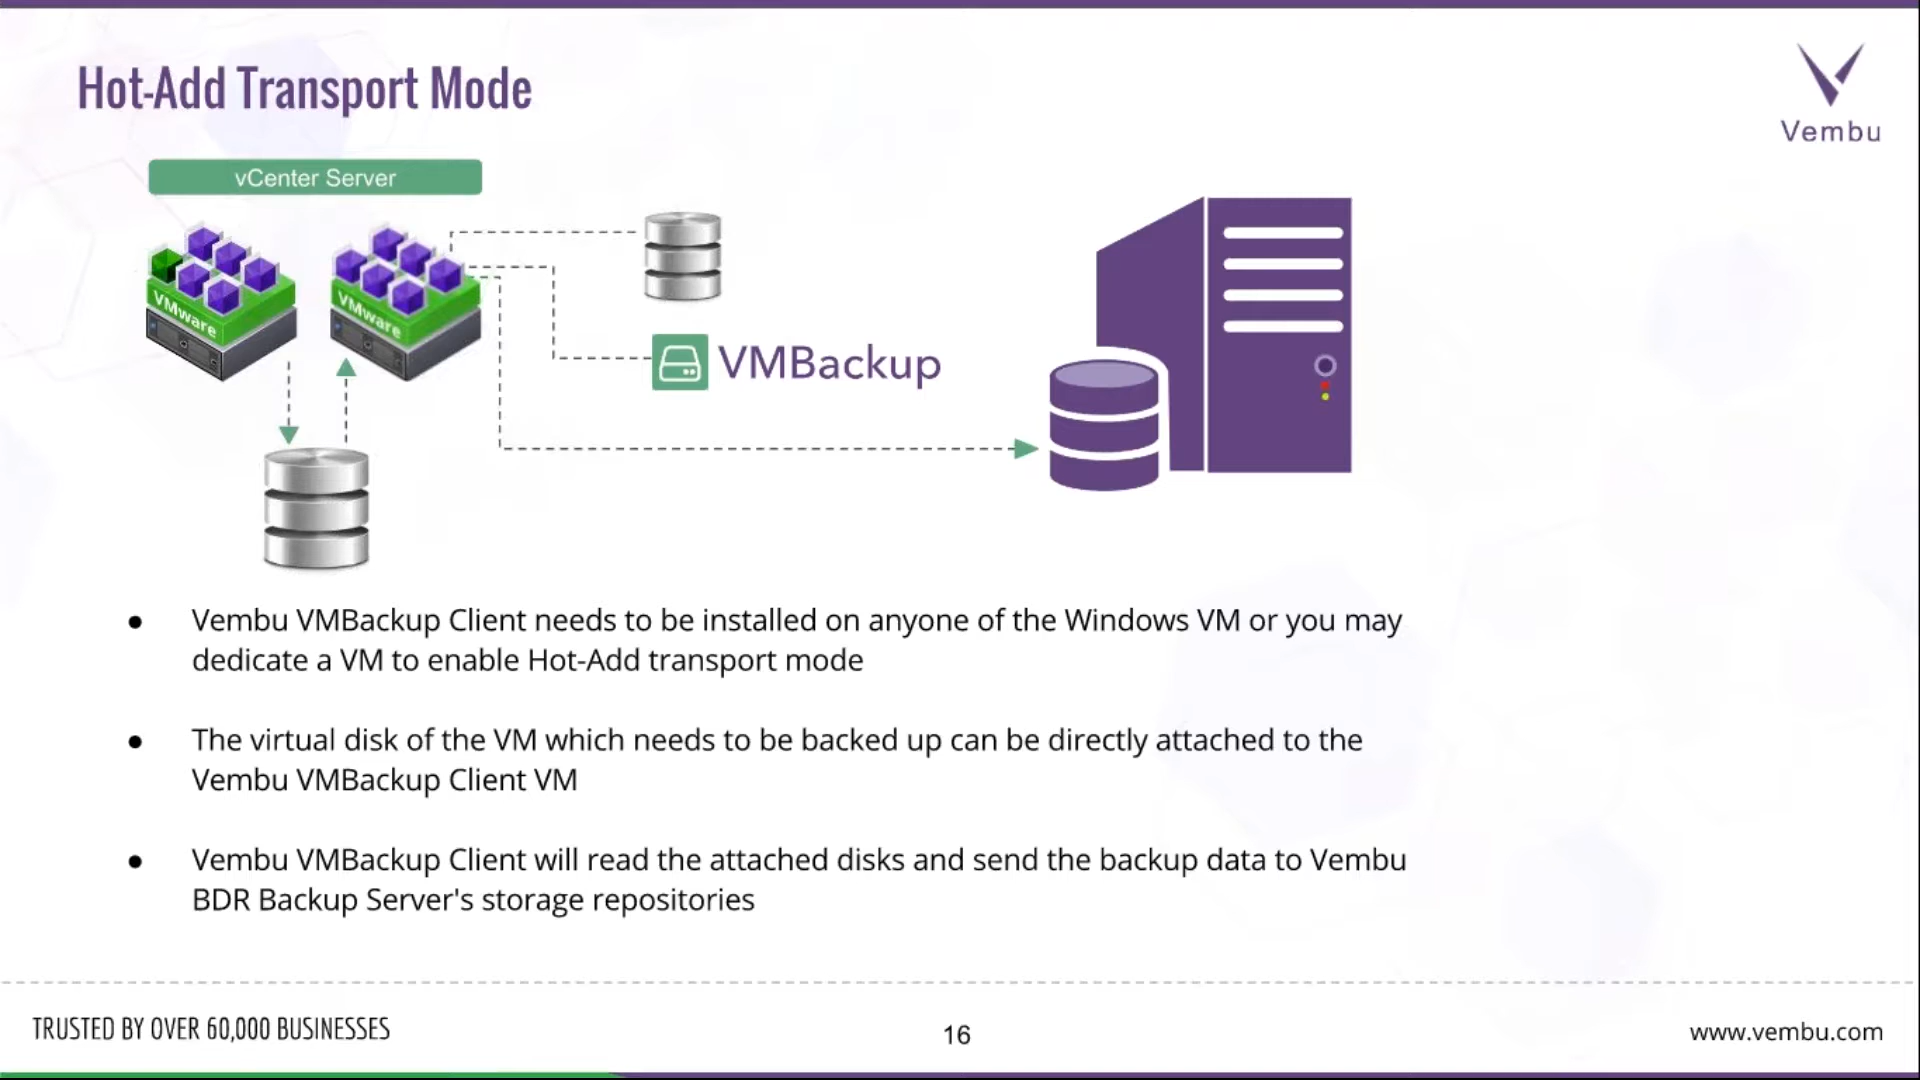 Hot-Add Transport Mode
Vembu
vCenter Server
VMware
VMware
VMBackup
● Vembu VMBackup Client needs to be installed on anyone of the Windows VM or you may
dedicate a VM to enable Hot-Add transport mode
● The virtual disk of the VM which needs to be backed up can be directly attached to the
Vembu VMBackup Client VM
● Vembu VMBackup Client will read the attached disks and send the backup data to Vembu
BDR Backup Server's storage repositories
TRUSTED BY OVER 60,000 BUSINESSES
16
www.vembu.com